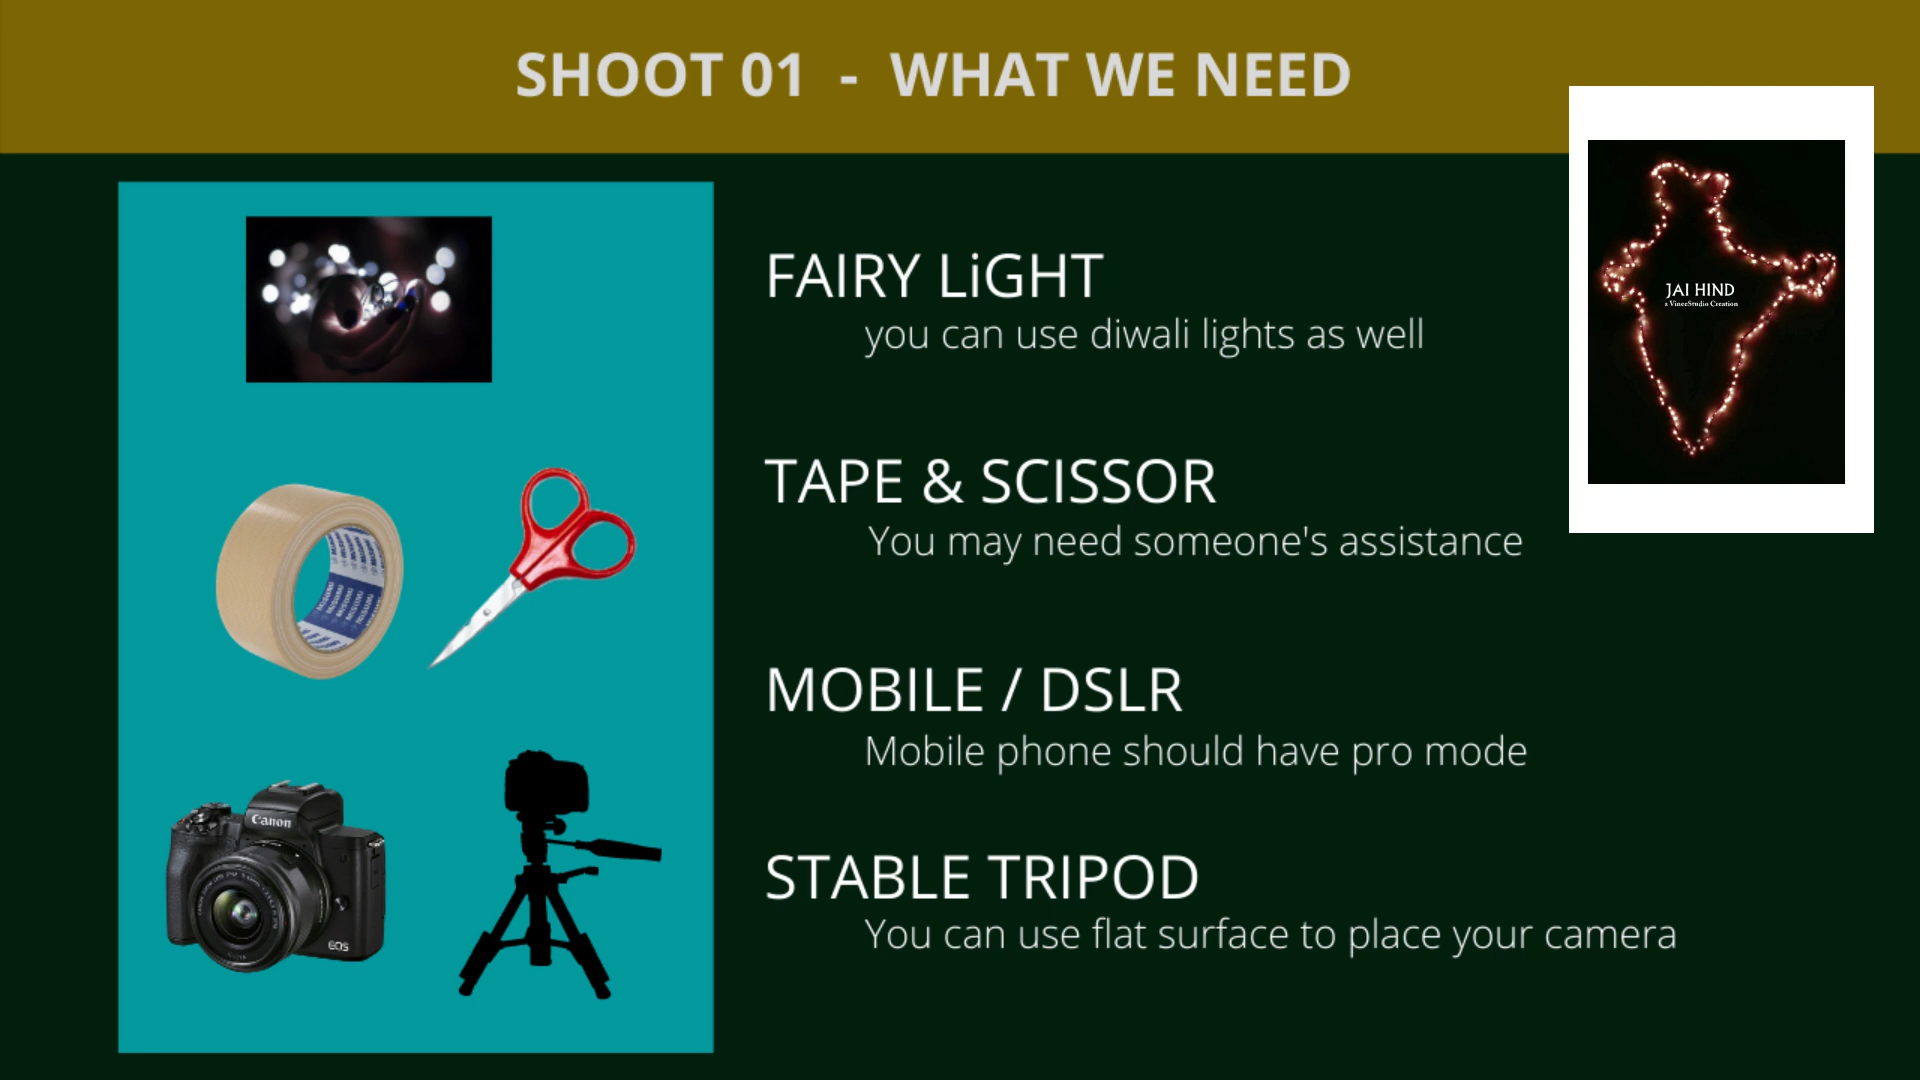 SHOOT 01 - WHAT WE NEED
FAIRY LiGHT
you can use diwali lights as well
TAPE & SCISSOR
You may need someone's assistance
MOBILE / DSLR
Mobile phone should have pro mode
STABLE TRIPOD
You can use flat surface to place your camera
JAI HIND
a VineeStudio Creation
Canon
EOS